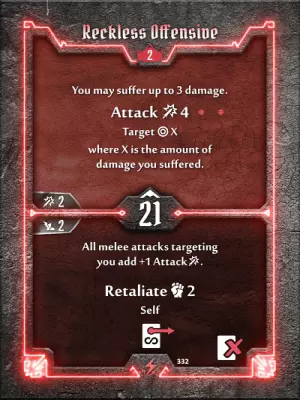 Reckless Offensive
2
You may suffer up to 3 damage.
Attack 4
Target X
where X is the amount of
damage you suffered.
2
21
2
All melee attacks targeting
you add +1 Attack.
Retaliate 2
Self
332